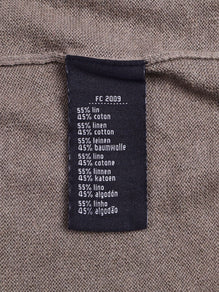 FC 2009
55% lin
45% coton
55% linen
45% cotton
55% leinen
45% baumwolle
55% lino
45% cotone
55% linnen
45% katoen
55% lino
45% algodón
55% linho
45% algodão